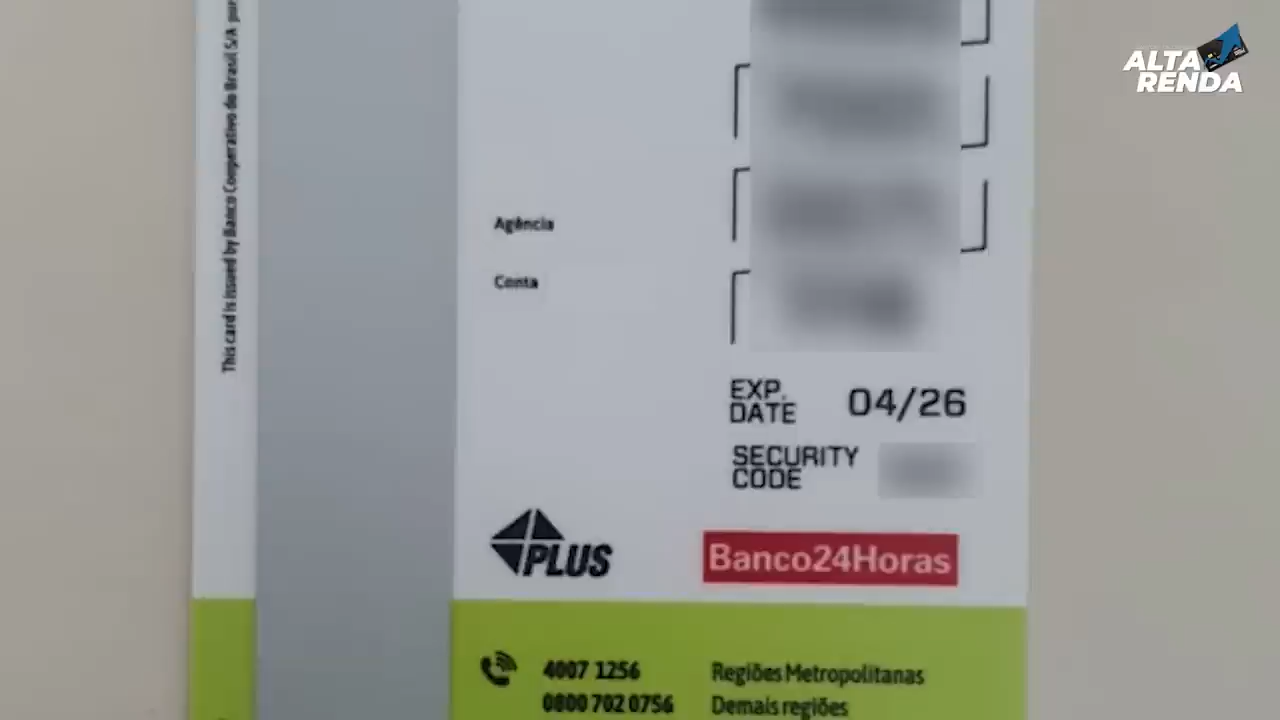 ALTA
RENDA
This card is issued by Banco Cooperativo do Brasil S/A
Agência
Conta
EXP.
DATE
04/26
SECURITY
CODE
PLUS
Banco24Horas
4007 1256 Regiões Metropolitanas
0800 702 0756 Demais regiões